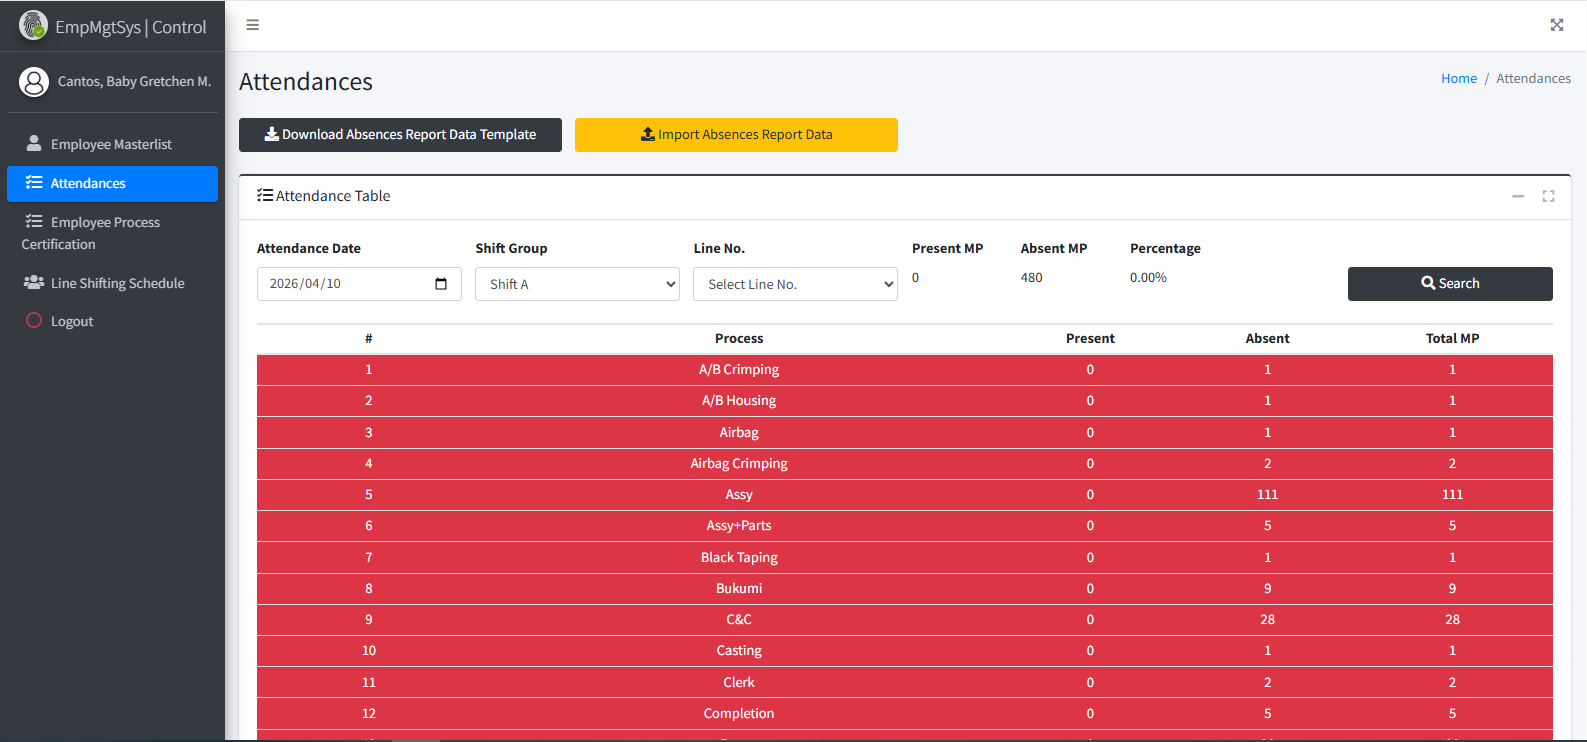 EmpMgtSys | Control
Cantos, Baby Gretchen M.
Employee Masterlist
Attendances
Employee Process
Certification
Line Shifting Schedule
Logout
Attendances
Home / Attendances
Download Absences Report Data Template
Import Absences Report Data
Attendance Table
Attendance Date Shift Group Line No. Present MP Absent MP Percentage
2026/04/10 Shift A Select Line No. 0 480 0.00% Search
# Process Present Absent Total MP
1 A/B Crimping 0 1 1
2 A/B Housing 0 1 1
3 Airbag 0 1 1
4 Airbag Crimping 0 2 2
5 Assy 0 111 111
6 Assy+Parts 0 5 5
7 Black Taping 0 1 1
8 Bukumi 0 9 9
9 C&C 0 28 28
10 Casting 0 1 1
11 Clerk 0 2 2
12 Completion 0 5 5